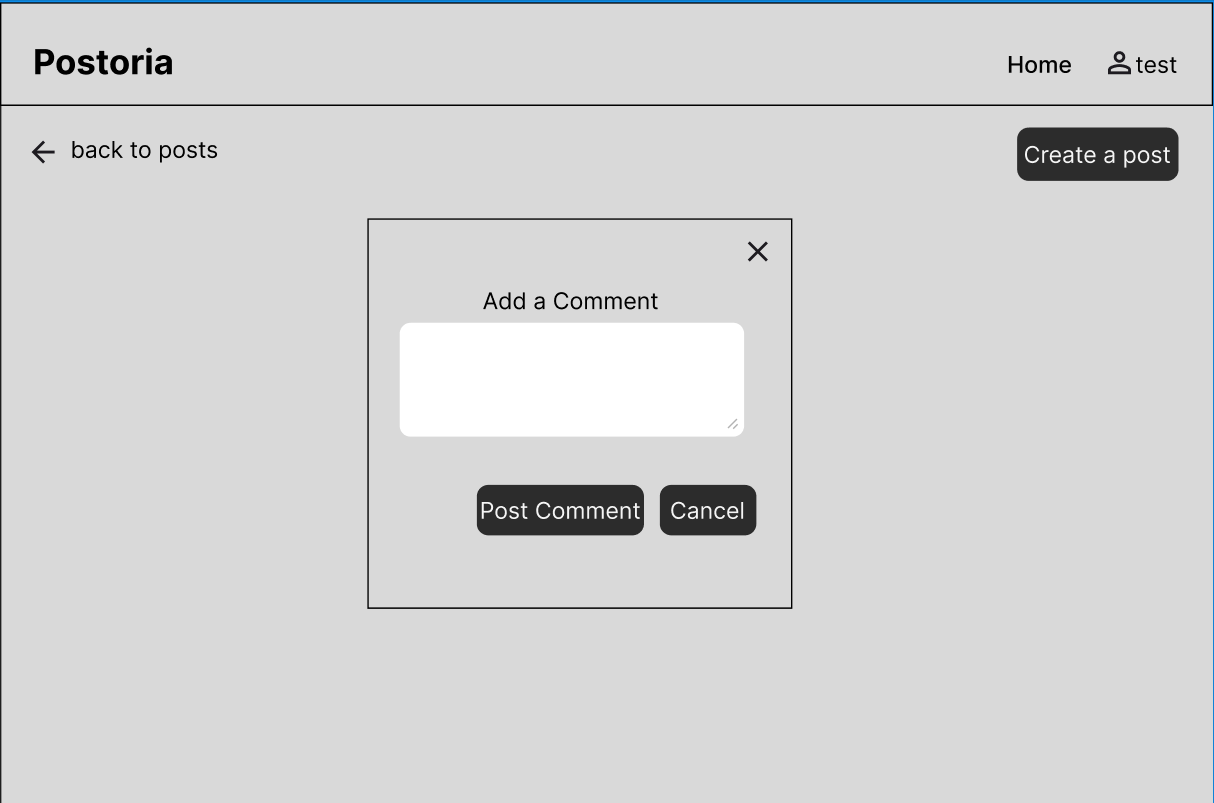 Postoria
Home
test
back to posts
Create a post
Add a Comment
Post Comment
Cancel